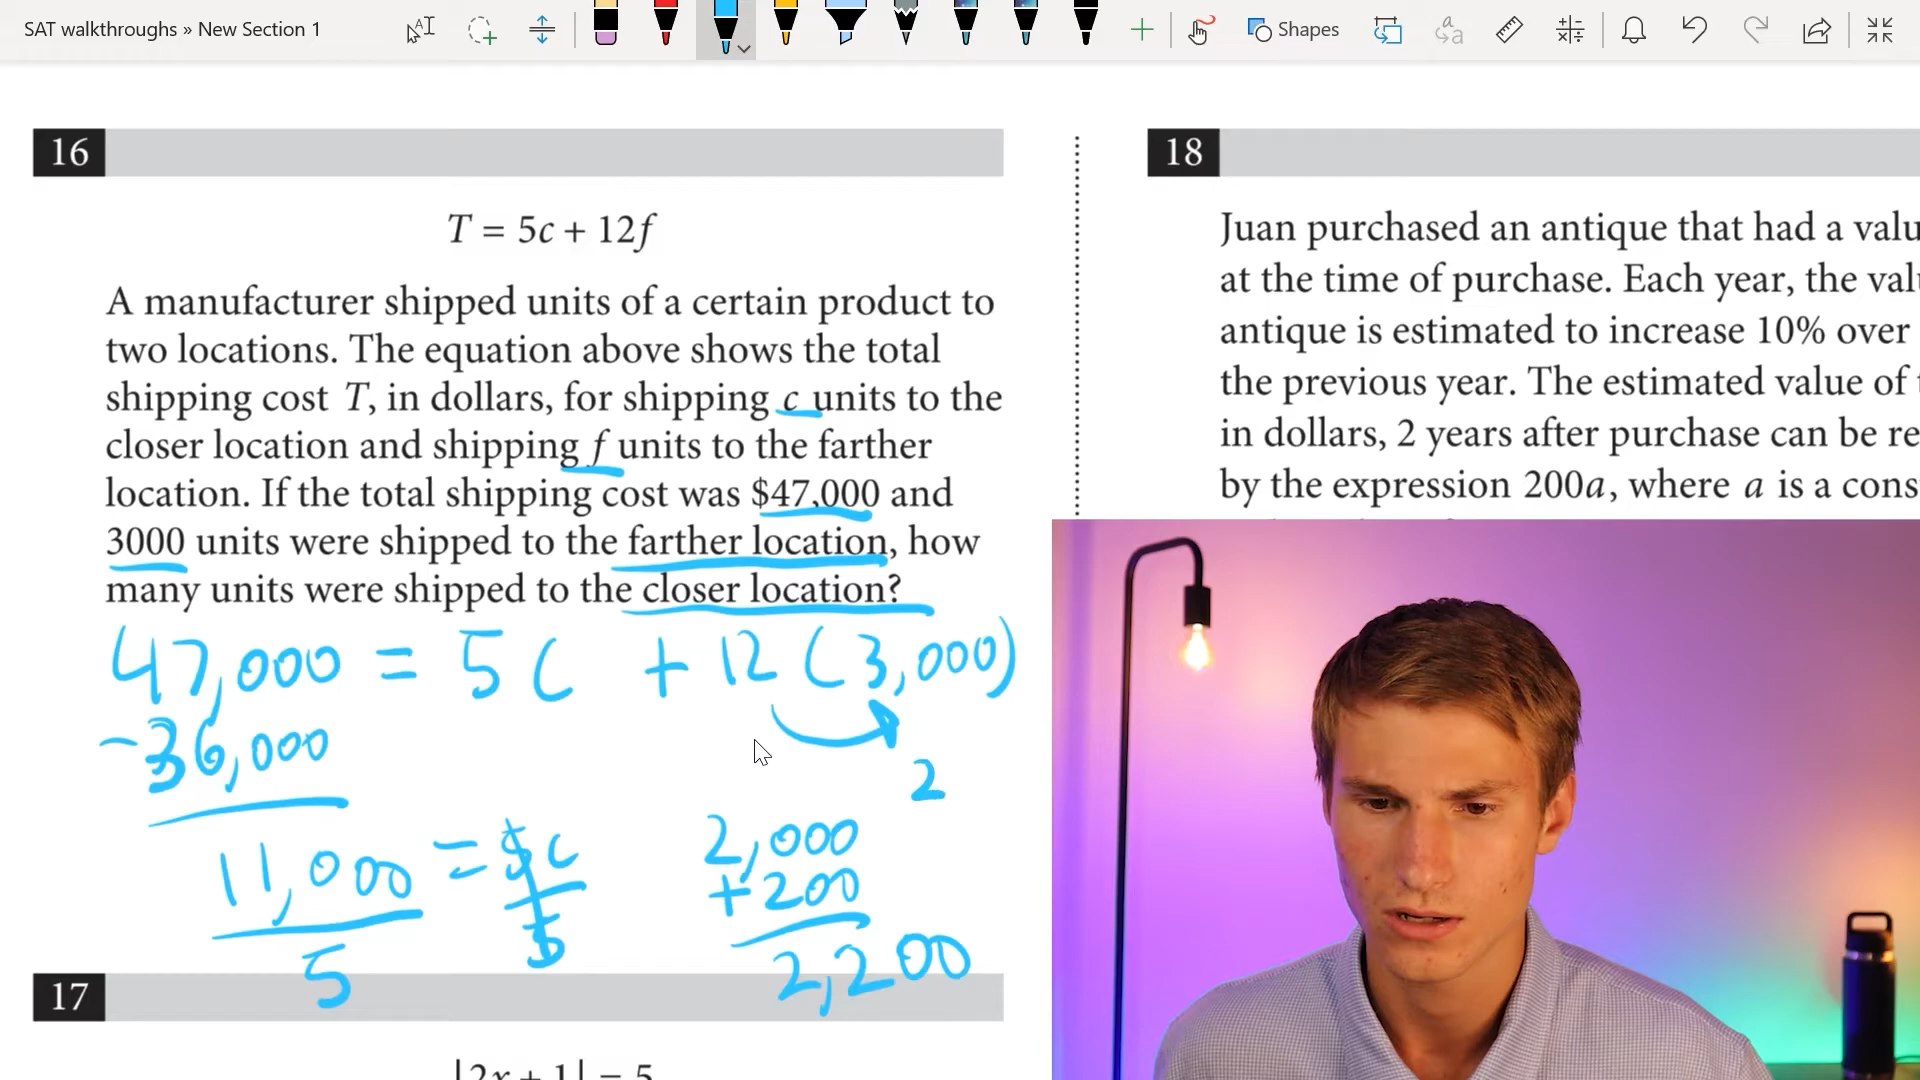 SAT walkthroughs » New Section 1
Shapes
16
T = 5c + 12f
A manufacturer shipped units of a certain product to
two locations. The equation above shows the total
shipping cost T, in dollars, for shipping c units to the
closer location and shipping f units to the farther
location. If the total shipping cost was $47,000 and
3000 units were shipped to the farther location, how
many units were shipped to the closer location?
47,000 = 5c + 12 (3,000)
-36,000
2
11,000 = 5c
5 5
2,000
+200
2,200
17
|2x + 1| = 5
18
Juan purchased an antique that had a valu
at the time of purchase. Each year, the val
antique is estimated to increase 10% over
the previous year. The estimated value of t
in dollars, 2 years after purchase can be re
by the expression 200a, where a is a cons